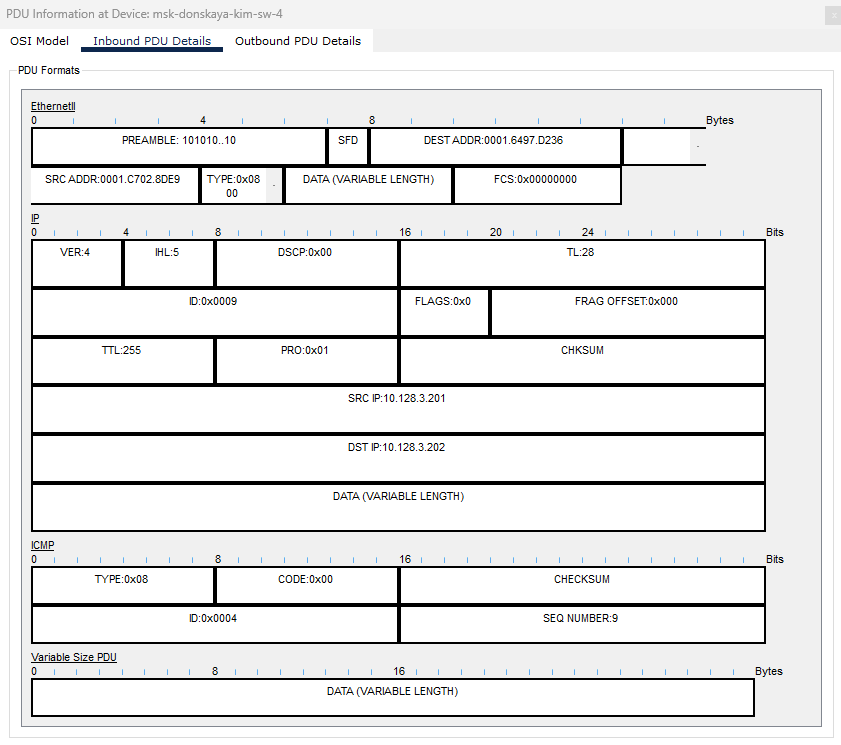 PDU Information at Device: msk-donskaya-kim-sw-4
x
OSI Model Inbound PDU Details Outbound PDU Details
PDU Formats
EthernetII
0 4 8 Bytes
PREAMBLE: 101010..10 SFD DEST ADDR:0001.6497.D236
SRC ADDR:0001.C702.8DE9 TYPE:0x08
00 DATA (VARIABLE LENGTH) FCS:0x00000000
IP
0 4 8 16 20 24 Bits
VER:4 IHL:5 DSCP:0x00 TL:28
ID:0x0009 FLAGS:0x0 FRAG OFFSET:0x000
TTL:255 PRO:0x01 CHKSUM
SRC IP:10.128.3.201
DST IP:10.128.3.202
DATA (VARIABLE LENGTH)
ICMP
0 8 16 Bits
TYPE:0x08 CODE:0x00 CHECKSUM
ID:0x0004 SEQ NUMBER:9
Variable Size PDU
0 8 16 Bytes
DATA (VARIABLE LENGTH)